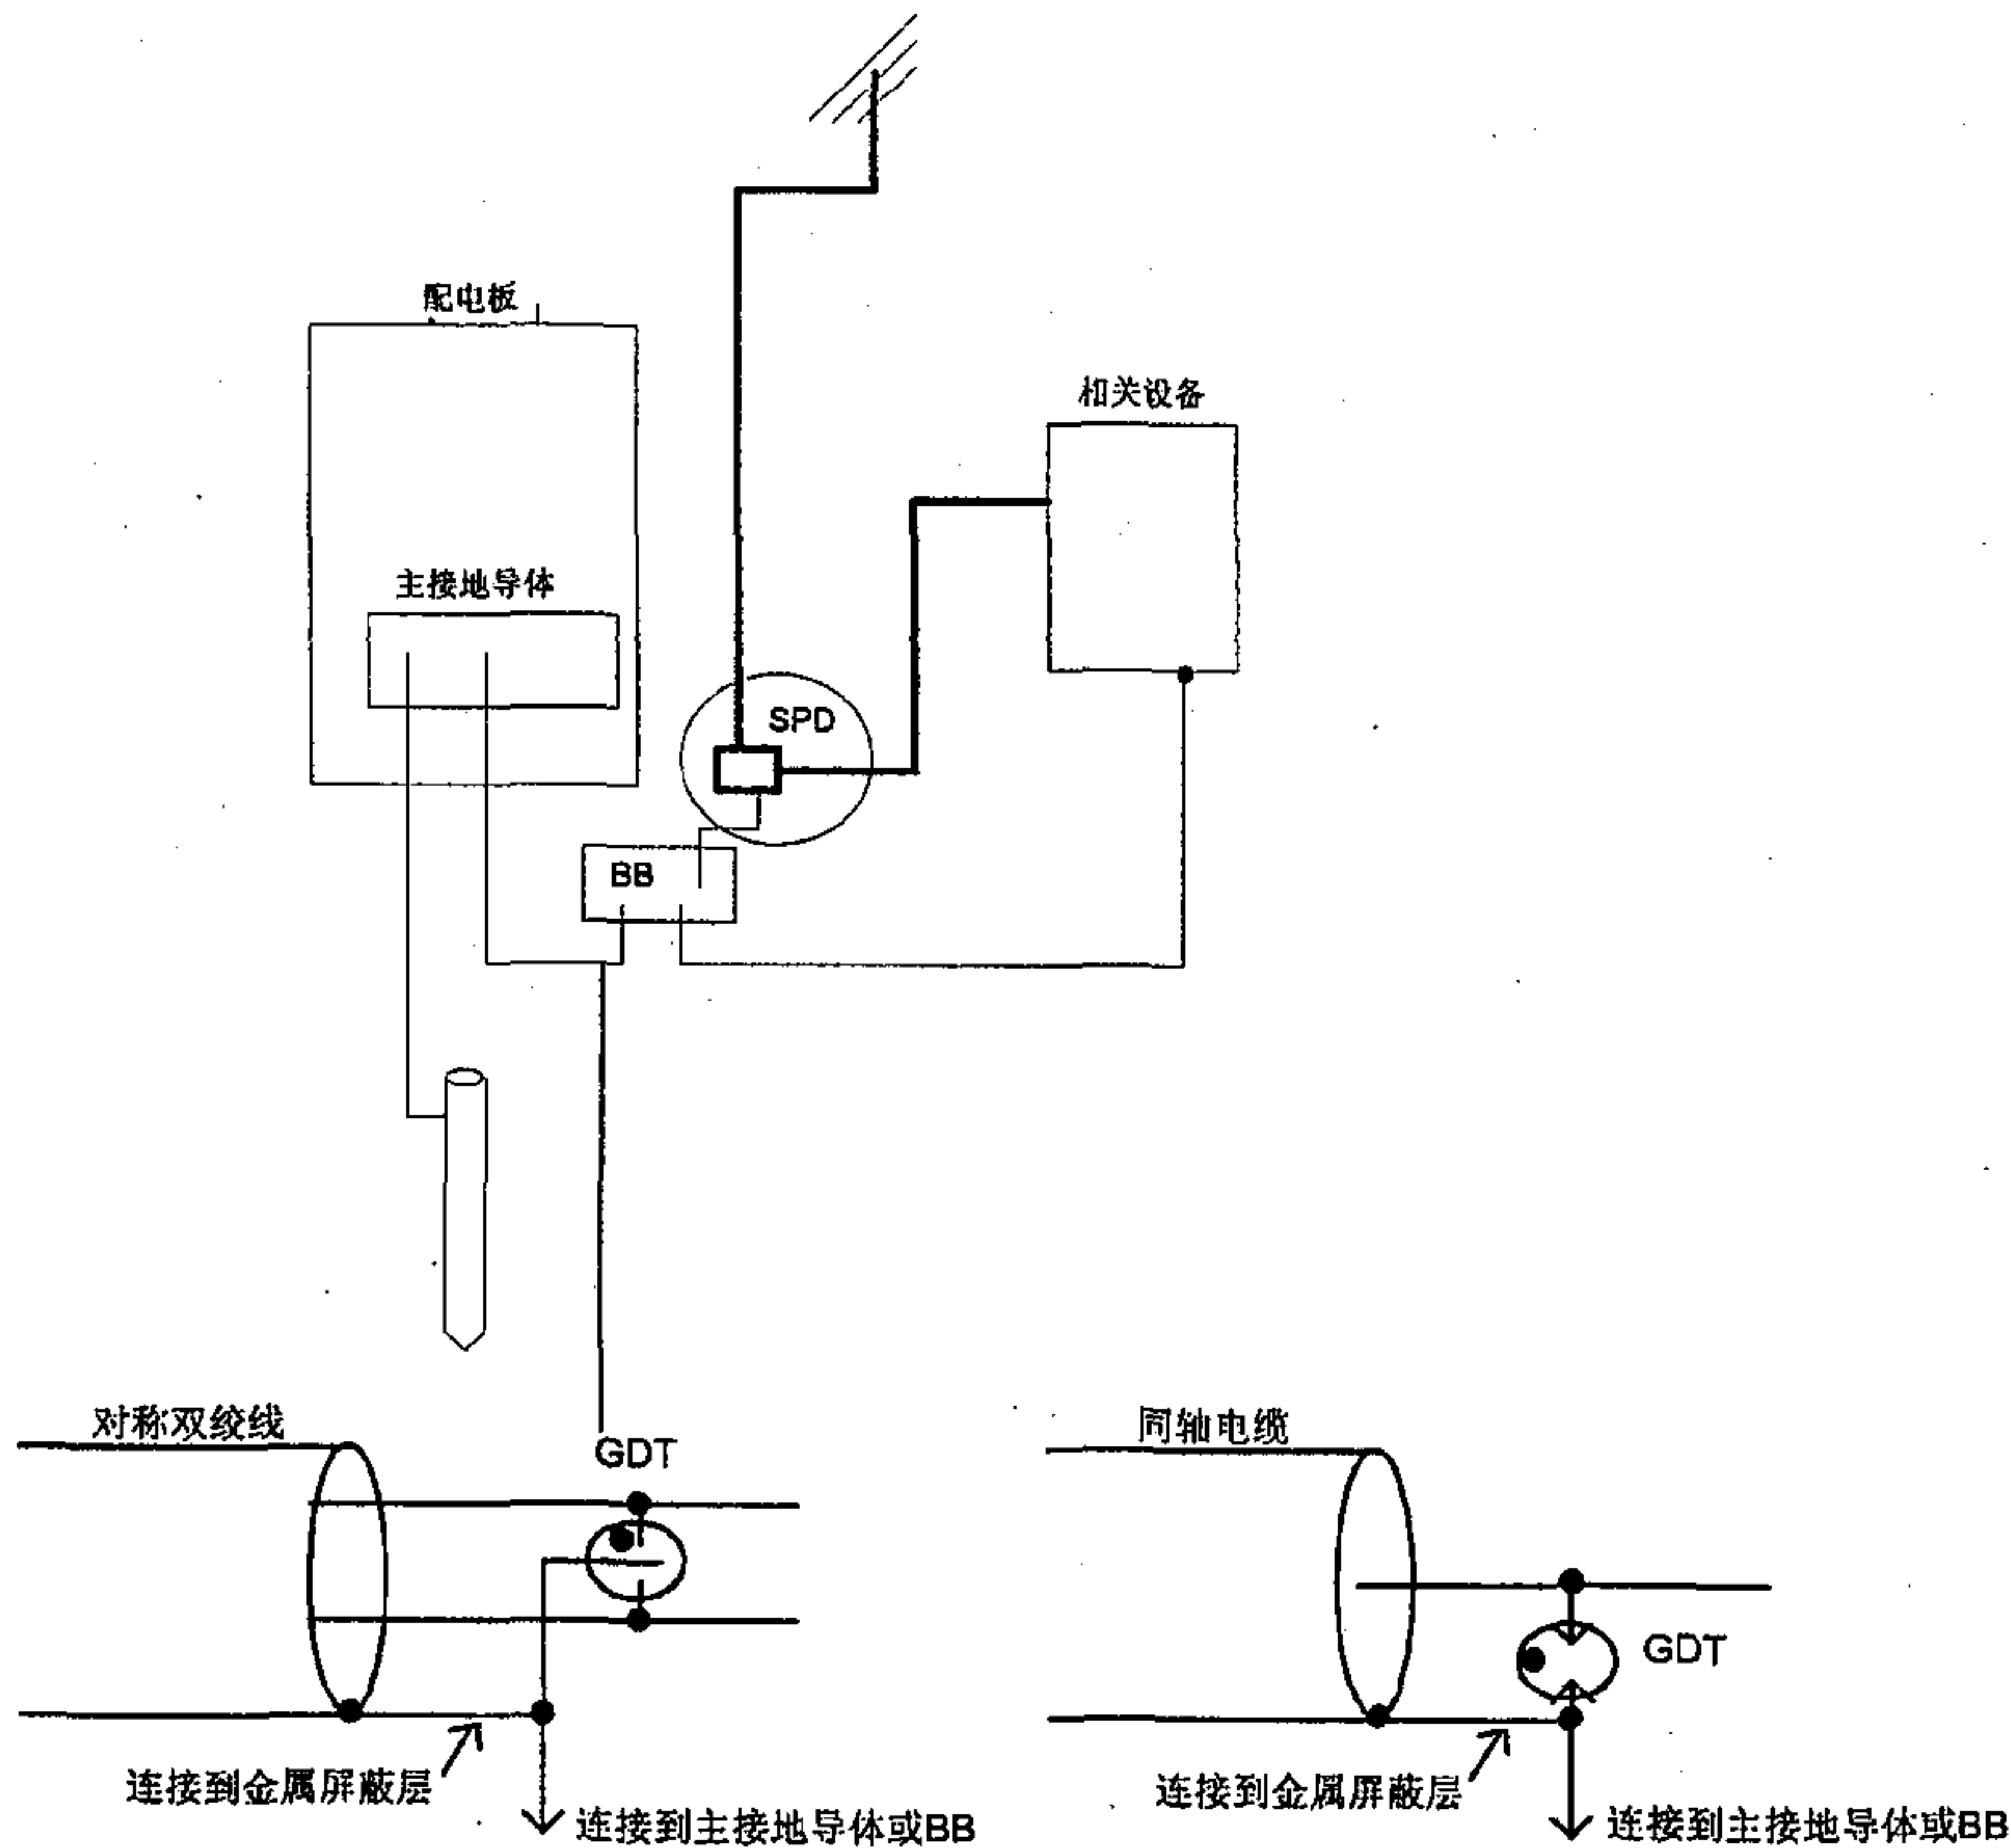 配电板
相关设备
主接地导体
SPD
BB
对称双绞线
GDT
同轴电缆
GDT
连接到金属屏蔽层
连接到主接地导体或BB
连接到金属屏蔽层
连接到主接地导体或BB